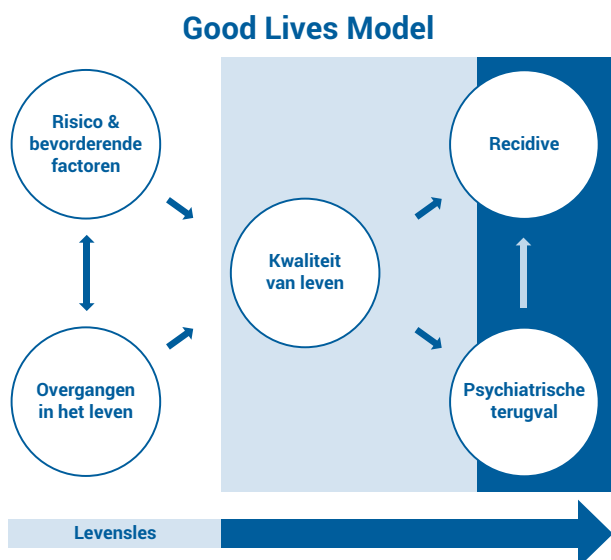 Good Lives Model
Risico &
bevorderende
factoren
Recidive
Kwaliteit
van leven
Overgangen
in het leven
Psychiatrische
terugval
Levensles